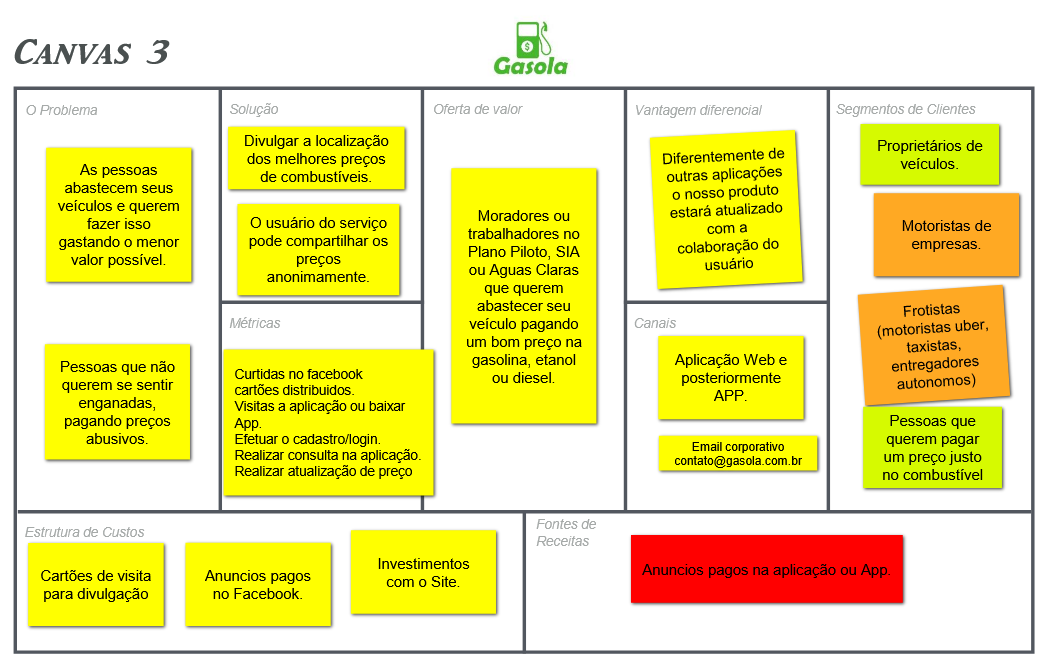 CANVAS 3
$
Gasola
O Problema
As pessoas
abastecem seus
veículos e querem
fazer isso
gastando o menor
valor possível.
Pessoas que não
querem se sentir
enganadas,
pagando preços
abusivos.
Solução
Divulgar a localização
dos melhores preços
de combustíveis.
O usuário do serviço
pode compartilhar os
preços
anonimamente.
Métricas
Curtidas no facebook
cartões distribuidos.
Visitas a aplicação ou baixar
App.
Efetuar o cadastro/login.
Realizar consulta na aplicação.
Realizar atualização de preço
Oferta de valor
Moradores ou
trabalhadores no
Plano Piloto, SIA
ou Aguas Claras
que querem
abastecer seu
veículo pagando
um bom preço na
gasolina, etanol
ou diesel.
Vantagem diferencial
Diferentemente de
outras aplicações
o nosso produto
estará atualizado
com a
colaboração do
usuário
Canais
Aplicação Web e
posteriormente
APP.
Email corporativo
contato@gasola.com.br
Segmentos de Clientes
Proprietários de
veículos.
Motoristas de
empresas.
Frotistas
(motoristas uber,
taxistas,
entregadores
autonomos)
Pessoas que
querem pagar
um preço justo
no combustível
Estrutura de Custos
Cartões de visita
para divulgação
Anuncios pagos
no Facebook.
Investimentos
com o Site.
Fontes de
Receitas
Anuncios pagos na aplicação ou App.